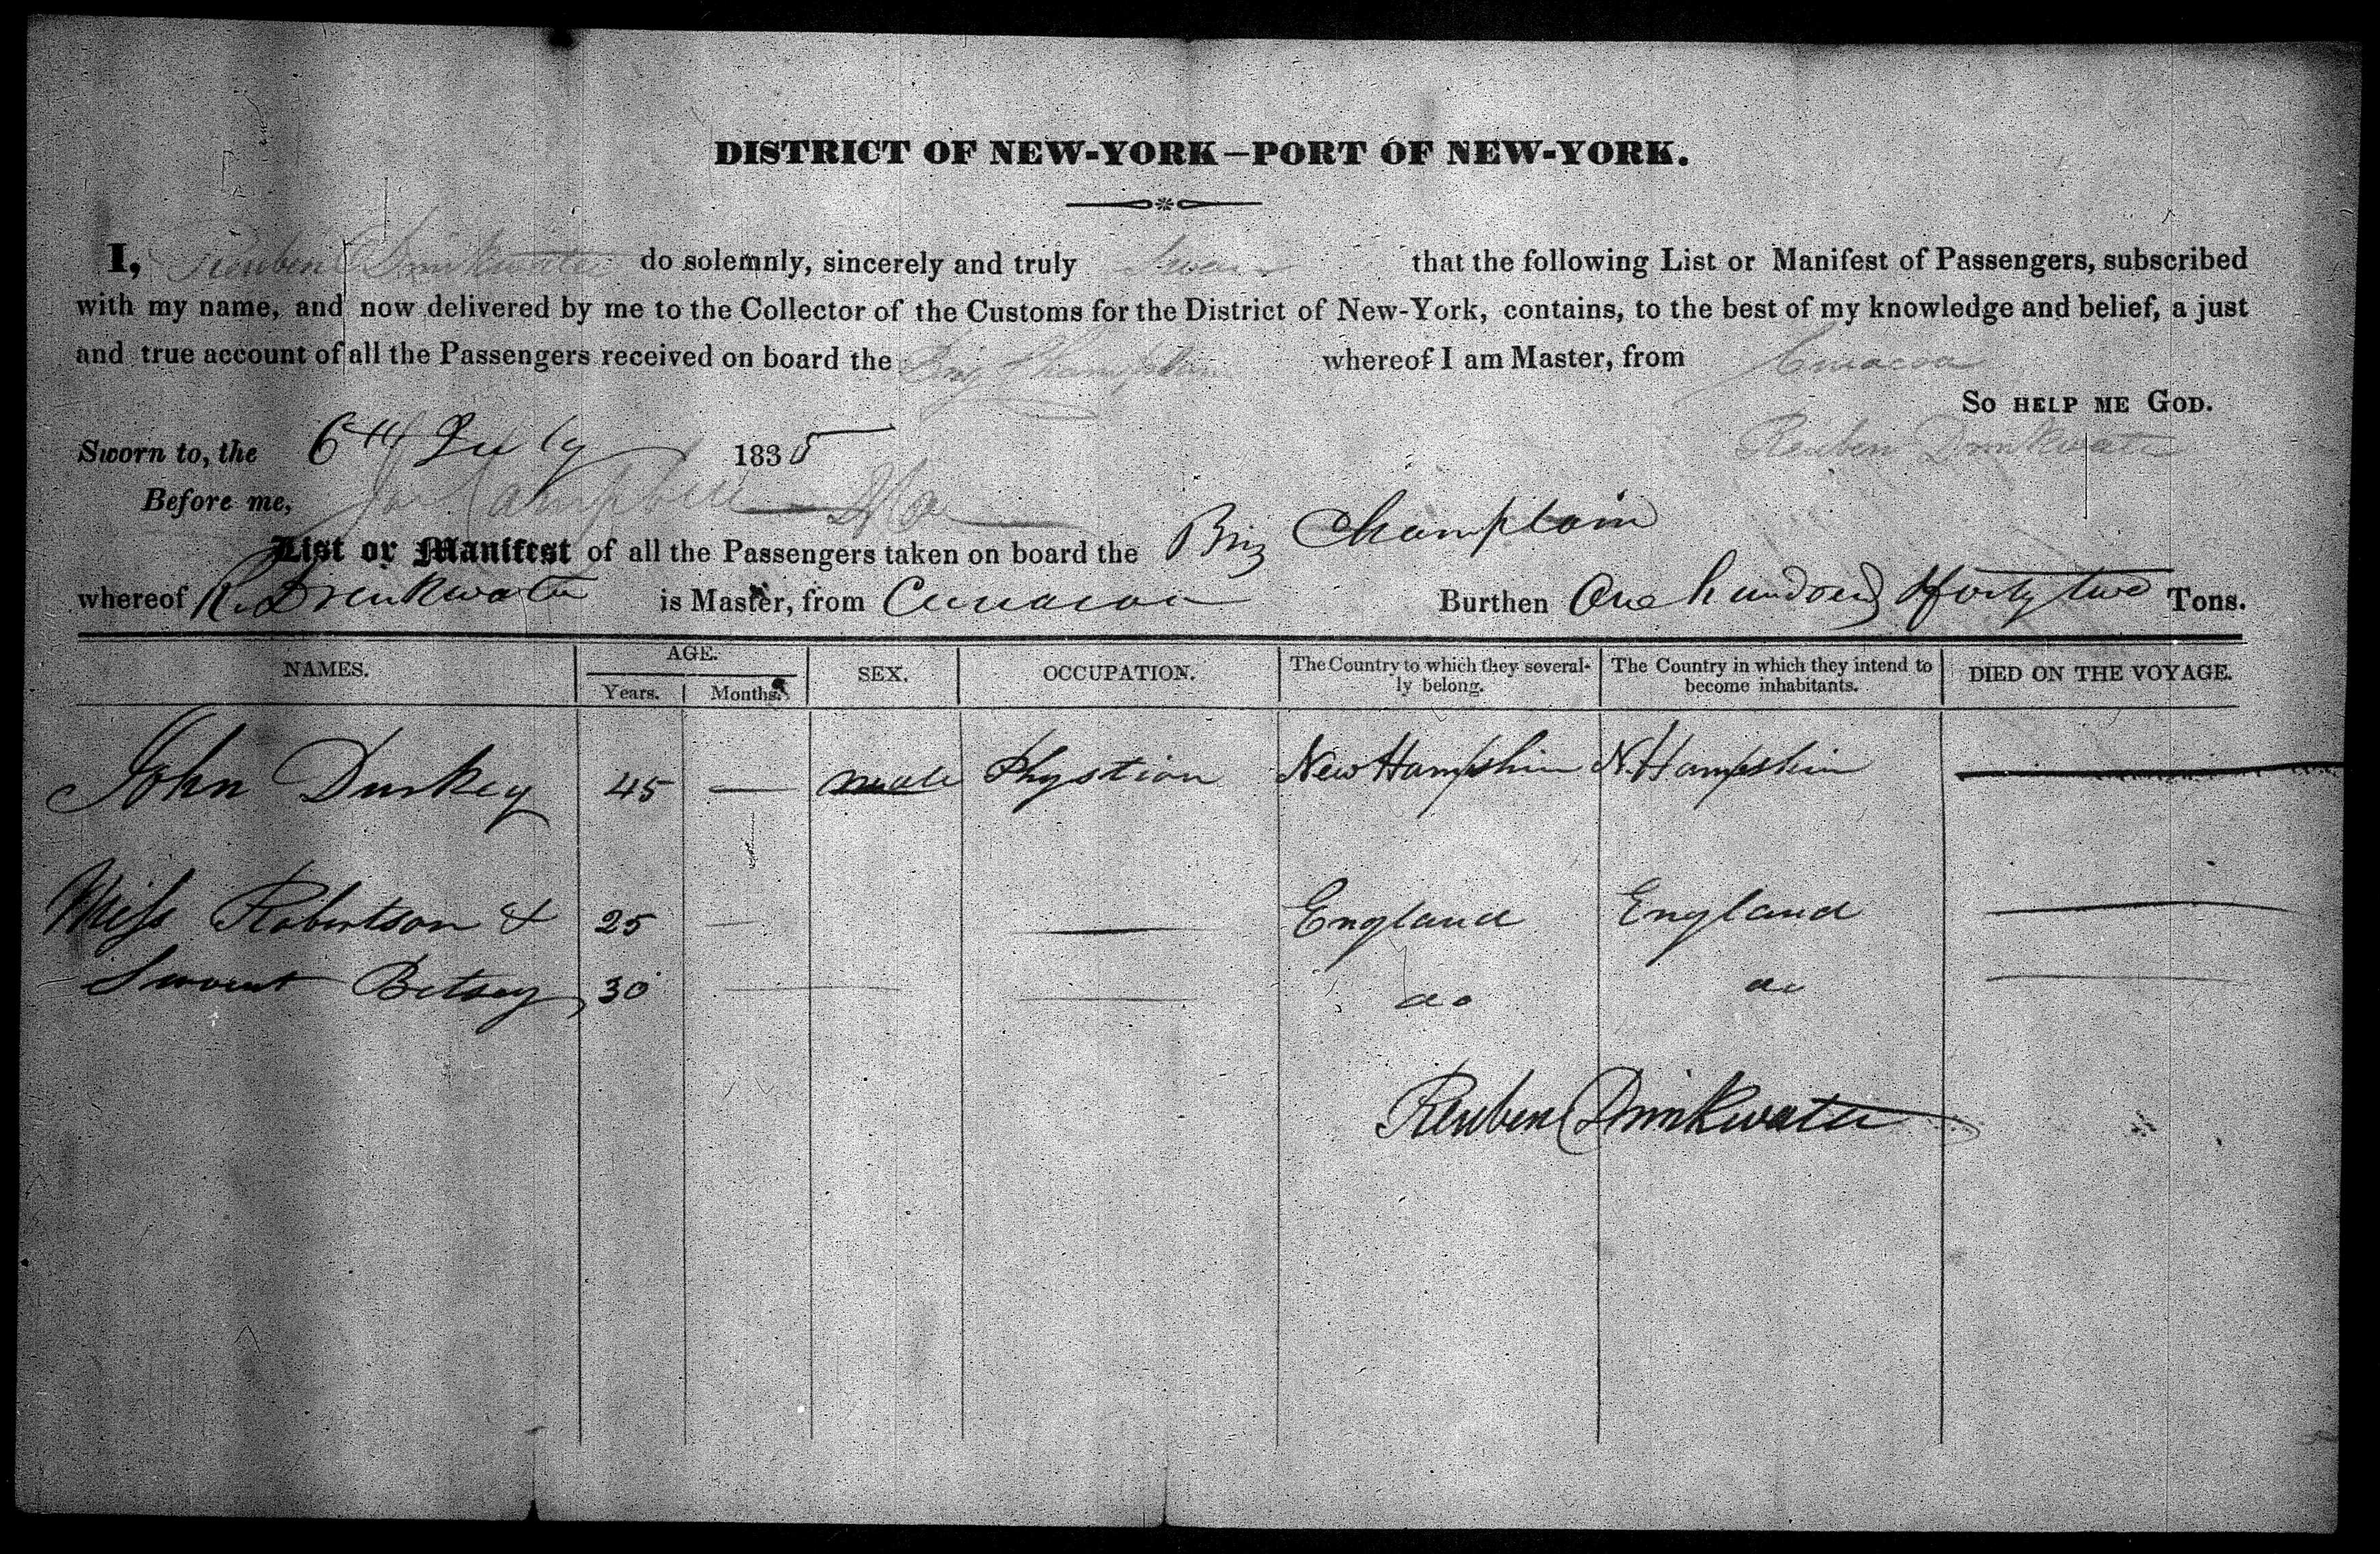 DISTRICT OF NEW-YORK—PORT OF NEW-YORK.
I, Reuben Drinkwater do solemnly, sincerely and truly Swear that the following List or Manifest of Passengers, subscribed
with my name, and now delivered by me to the Collector of the Customs for the District of New-York, contains, to the best of my knowledge and belief, a just
and true account of all the Passengers received on board the Brig Champlain whereof I am Master, from Curacoa
So help me God.
Sworn to, the 6th July 1835 Reuben Drinkwater
Before me,
List or Manifest of all the Passengers taken on board the Brig Champlain
whereof R. Drinkwater is Master, from Curacoa Burthen One hundred & forty two Tons.
NAMES. AGE. Years. Months. SEX. OCCUPATION. The Country to which they severally belong. The Country in which they intend to become inhabitants. DIED ON THE VOYAGE.
John Durkey 45 — male Phystion New Hampshire N. Hampshire —
Miss Robertson & 25 — — England England —
Servent Betsey, 30 — — do do —
Reuben Drinkwater